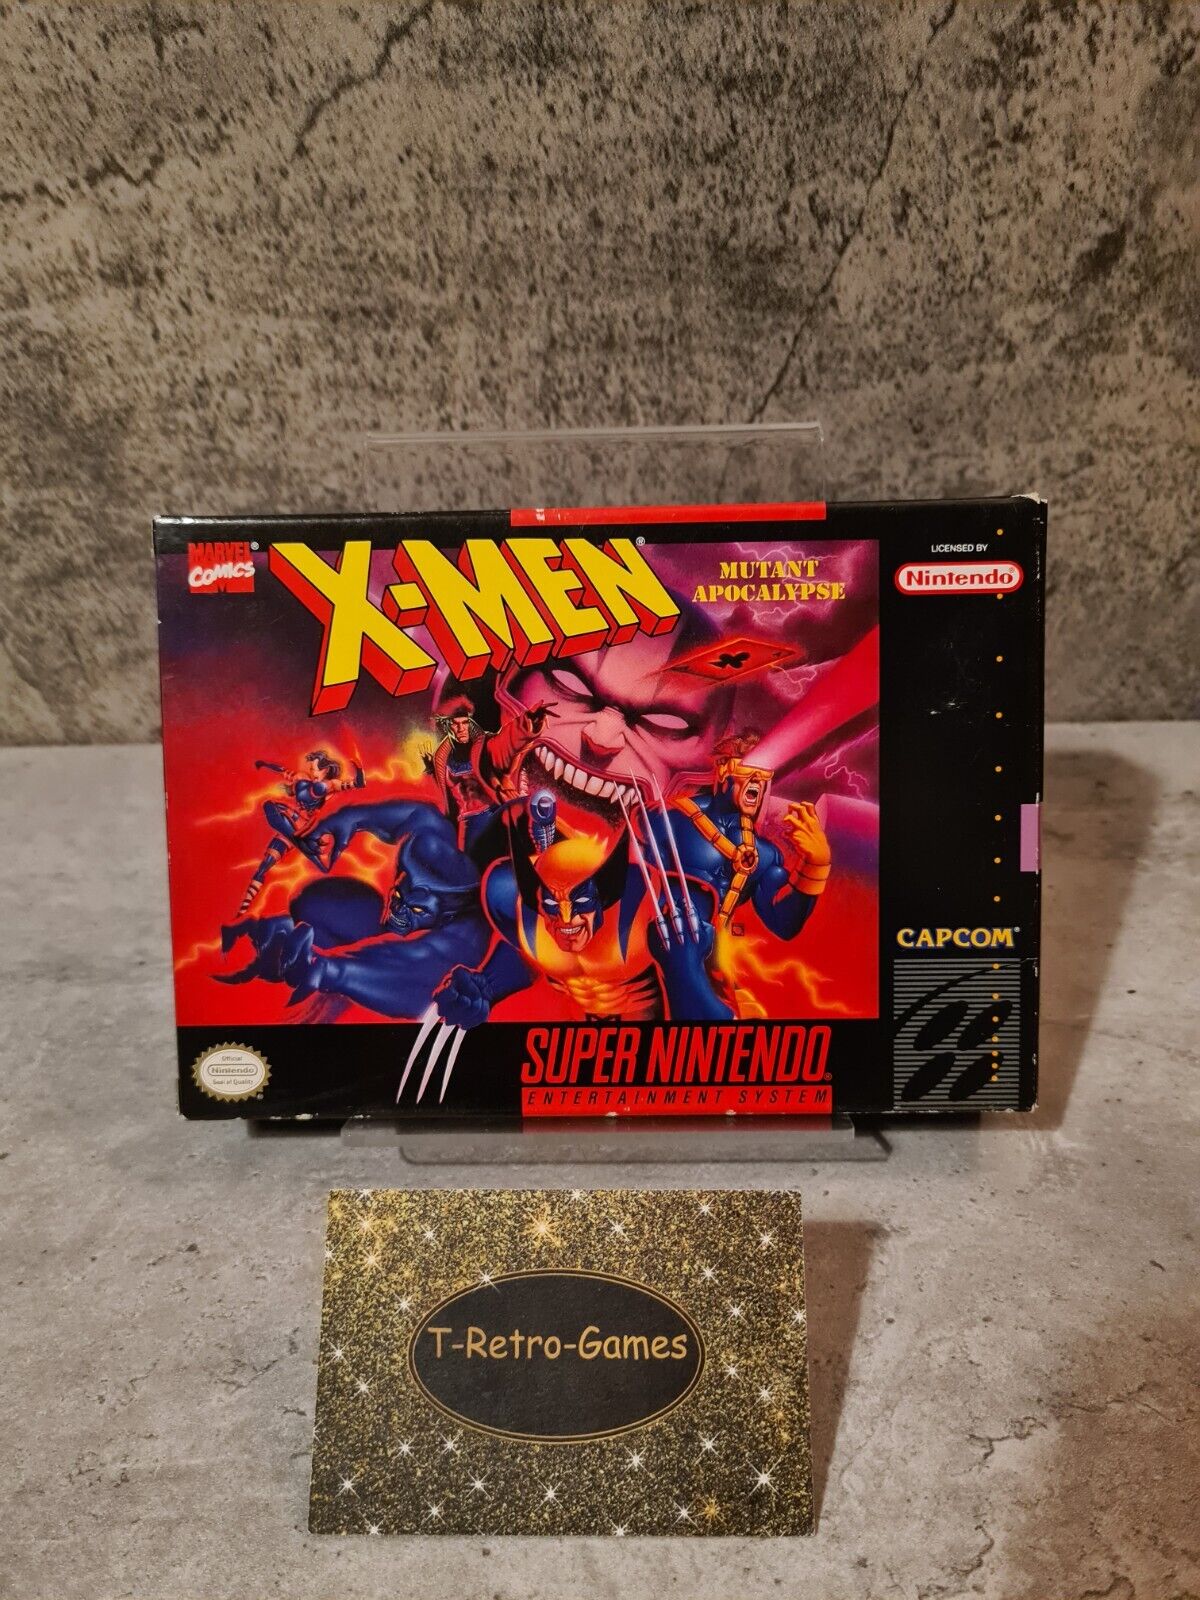 MARVEL®
COMICS
X-MEN®
MUTANT
APOCALYPSE
LICENSED BY
Nintendo®
CAPCOM®
Official
Nintendo
Seal of Quality
SUPER NINTENDO®
ENTERTAINMENT SYSTEM
T-Retro-Games